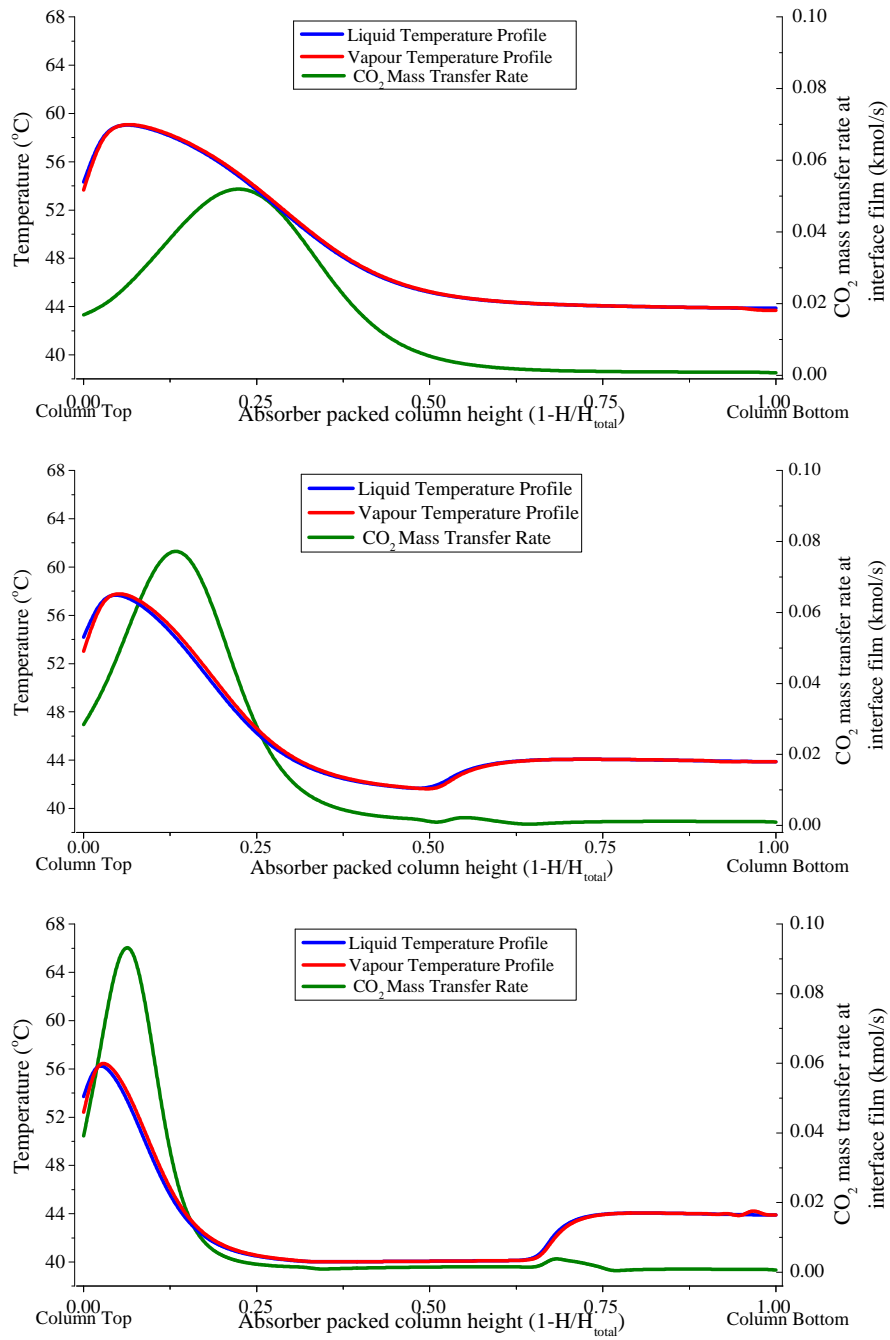 68
64
60
56
52
48
44
40
Temperature (°C)
Liquid Temperature Profile
Vapour Temperature Profile
CO2 Mass Transfer Rate
0.10
0.08
0.06
0.04
0.02
0.00
CO2 mass transfer rate at
interface film (kmol/s)
0.00 0.25 0.50 0.75 1.00
Column Top Absorber packed column height (1-H/Htotal) Column Bottom
68
64
60
56
52
48
44
40
Temperature (°C)
Liquid Temperature Profile
Vapour Temperature Profile
CO2 Mass Transfer Rate
0.10
0.08
0.06
0.04
0.02
0.00
CO2 mass transfer rate at
interface film (kmol/s)
0.00 0.25 0.50 0.75 1.00
Column Top Absorber packed column height (1-H/Htotal) Column Bottom
68
64
60
56
52
48
44
40
Temperature (°C)
Liquid Temperature Profile
Vapour Temperature Profile
CO2 Mass Transfer Rate
0.10
0.08
0.06
0.04
0.02
0.00
CO2 mass transfer rate at
interface film (kmol/s)
0.00 0.25 0.50 0.75 1.00
Column Top Absorber packed column height (1-H/Htotal) Column Bottom